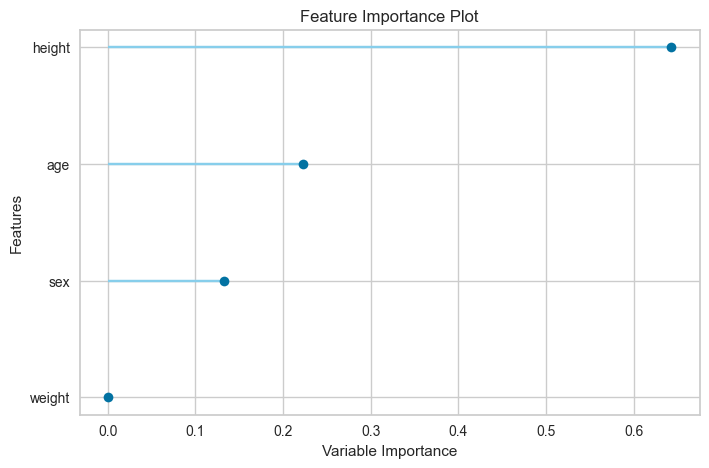 Feature Importance Plot
height
age
sex
weight
Features
0.0 0.1 0.2 0.3 0.4 0.5 0.6
Variable Importance